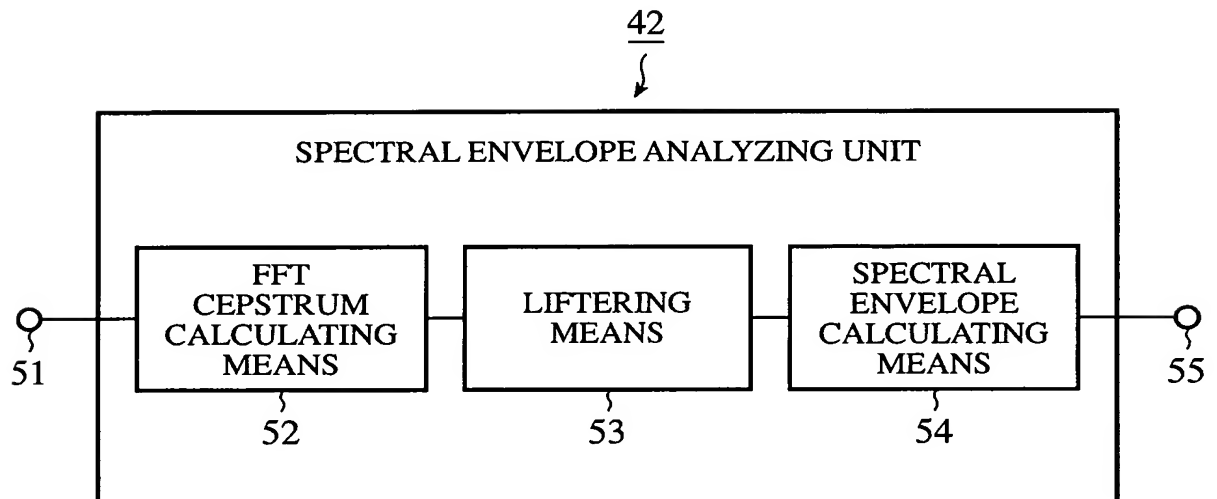 42
SPECTRAL ENVELOPE ANALYZING UNIT
FFT
CEPSTRUM
CALCULATING
MEANS
LIFTERING
MEANS
SPECTRAL
ENVELOPE
CALCULATING
MEANS
51
52
53
54
55